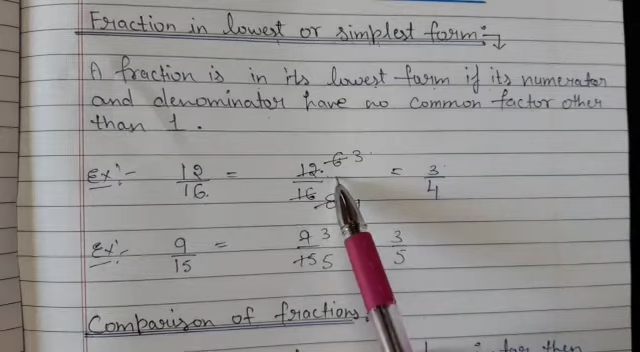 Fraction in lowest or simplest form:-
A fraction is in its lowest form if its numerator
and denominator have no common factor other
than 1.
Ex:- 12/16 = 12/16 6 3 8 = 3/4
Ex:- 9/15 = 9/15 3 5 3/5
Comparison of fractions.
then